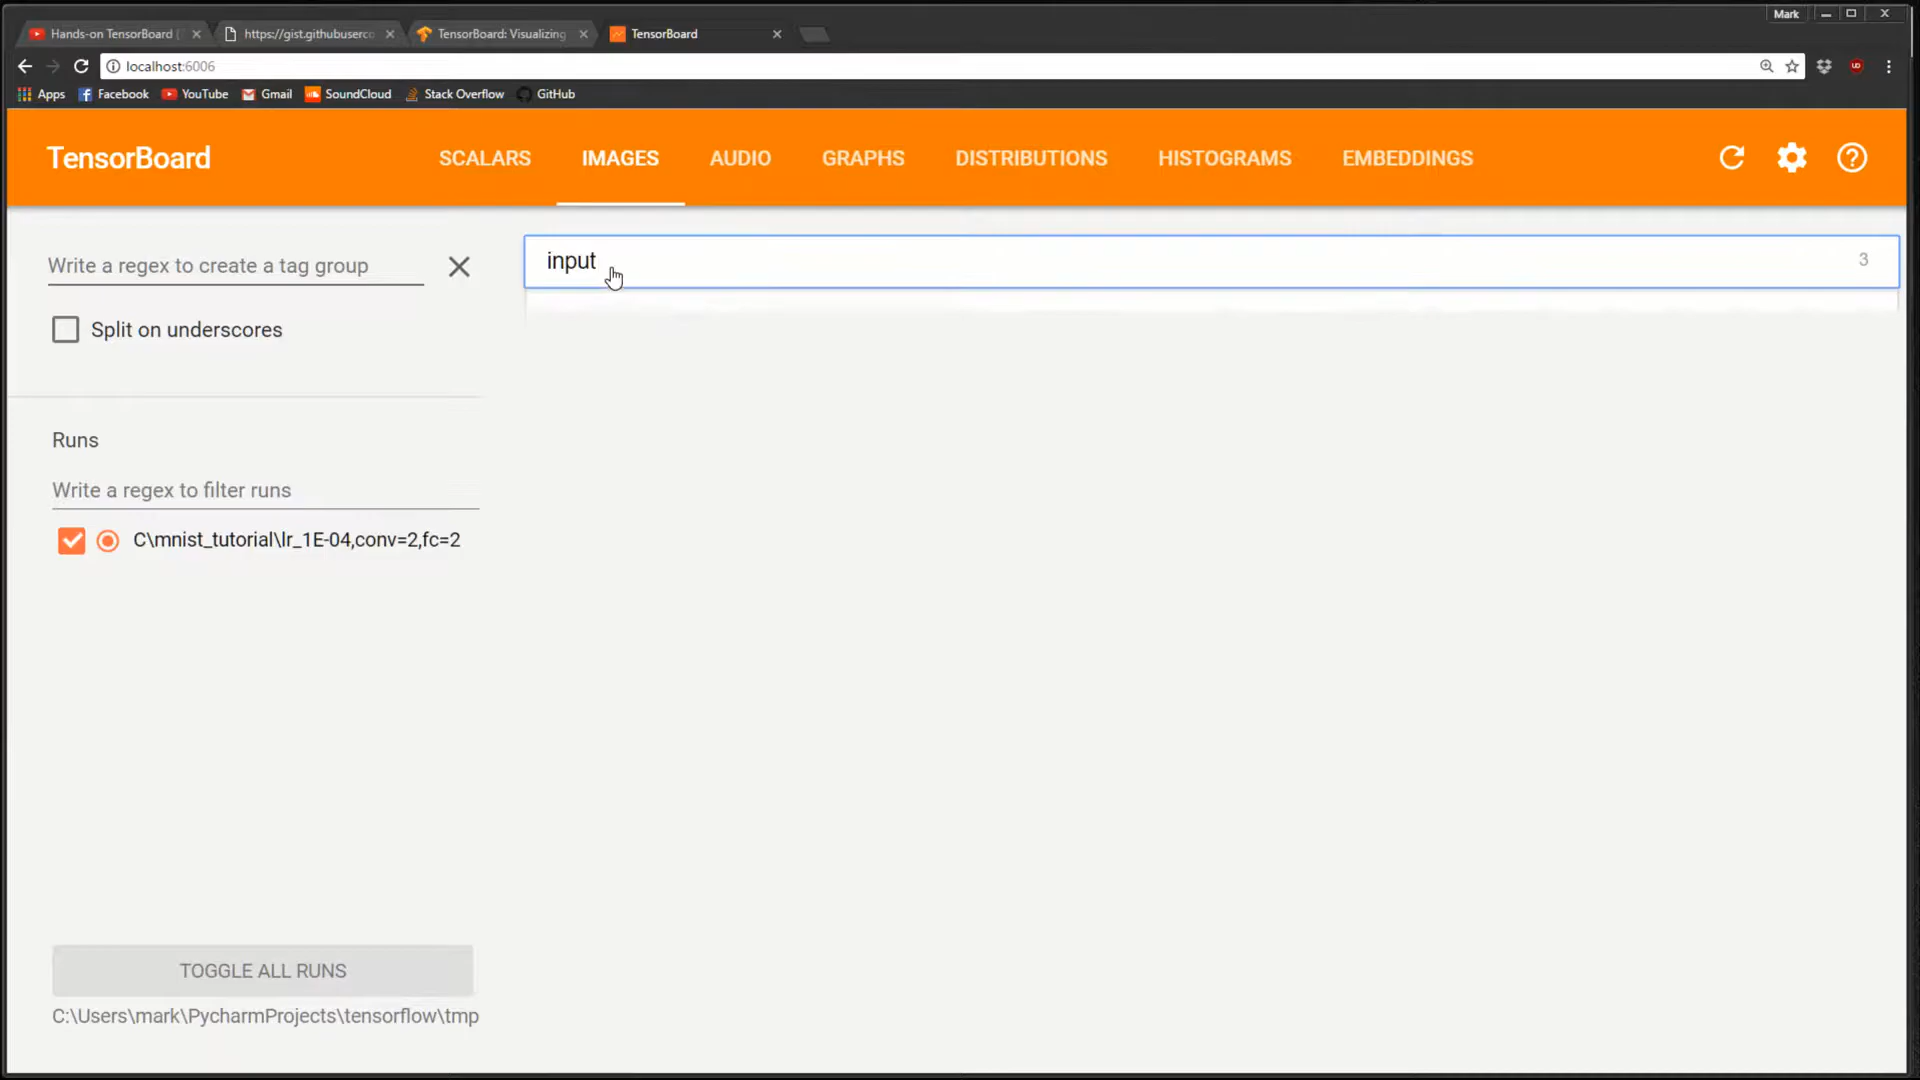 Mark
Hands-on TensorBoard (
https://gist.githubuserco
TensorBoard: Visualizing
TensorBoard
localhost:6006
Apps
Facebook
YouTube
Gmail
SoundCloud
Stack Overflow
GitHub
TensorBoard
SCALARS
IMAGES
AUDIO
GRAPHS
DISTRIBUTIONS
HISTOGRAMS
EMBEDDINGS
Write a regex to create a tag group
input
3
Split on underscores
Runs
Write a regex to filter runs
C\mnist_tutorial\lr_1E-04,conv=2,fc=2
TOGGLE ALL RUNS
C:\Users\mark\PycharmProjects\tensorflow\tmp